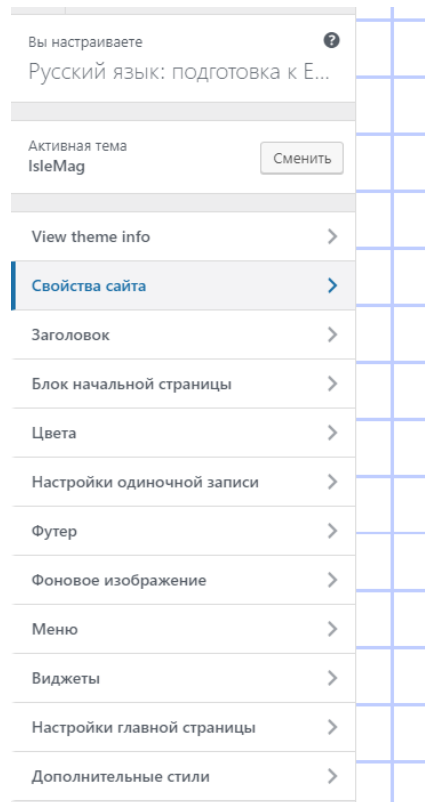 Вы настраиваете
Русский язык: подготовка к Е...
Активная тема
IsleMag
Сменить
View theme info
Свойства сайта
Заголовок
Блок начальной страницы
Цвета
Настройки одиночной записи
Футер
Фоновое изображение
Меню
Виджеты
Настройки главной страницы
Дополнительные стили